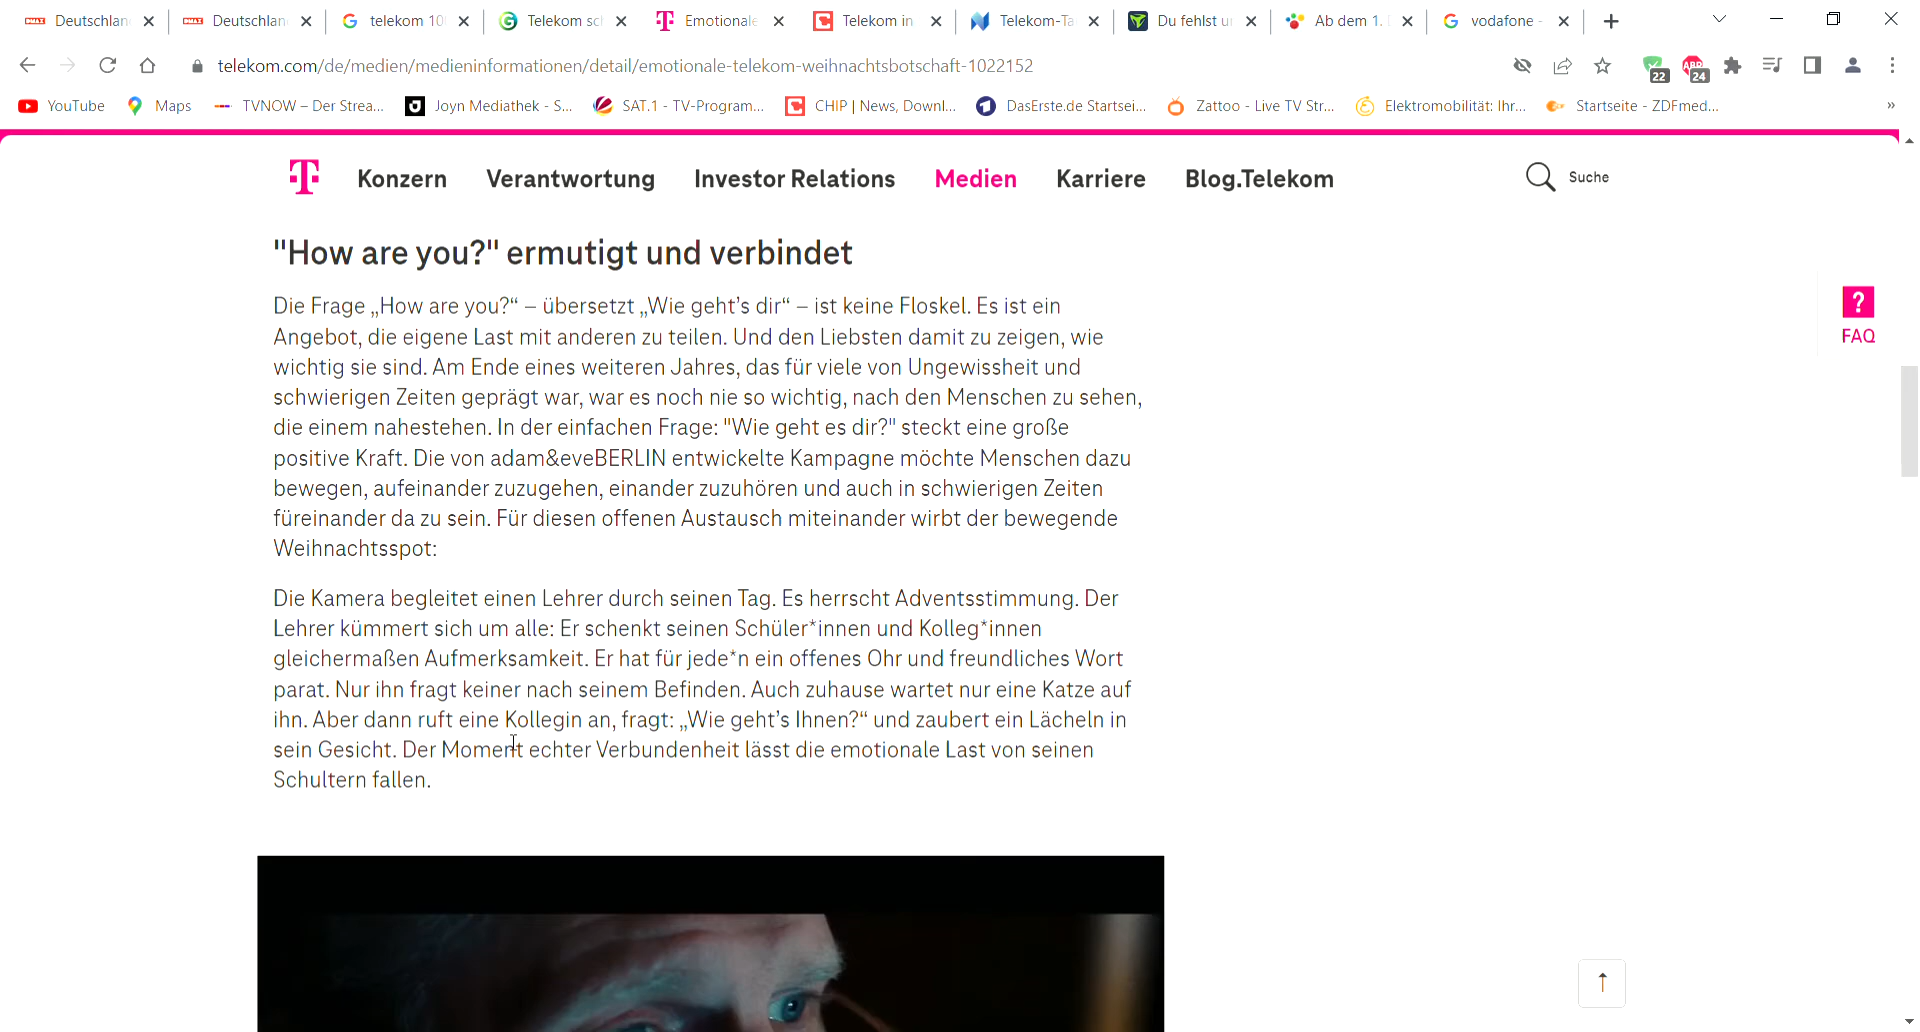 Deutschlan
Deutschlan
telekom 10
Telekom sc
Emotionale
Telekom in
Telekom-Ta
Du fehlst u
Ab dem 1.
vodafone -
telekom.com/de/medien/medieninformationen/detail/emotionale-telekom-weihnachtsbotschaft-1022152
22
ABP
24
YouTube
Maps
TVNOW – Der Strea...
Joyn Mediathek - S...
SAT.1 - TV-Program...
CHIP | News, Downl...
DasErste.de Startsei...
Zattoo - Live TV Str...
Elektromobilität: Ihr...
Startseite - ZDFmed...
»
T Konzern Verantwortung Investor Relations Medien Karriere Blog.Telekom Suche
"How are you?" ermutigt und verbindet
Die Frage „How are you?“ – übersetzt „Wie geht’s dir“ – ist keine Floskel. Es ist ein
Angebot, die eigene Last mit anderen zu teilen. Und den Liebsten damit zu zeigen, wie
wichtig sie sind. Am Ende eines weiteren Jahres, das für viele von Ungewissheit und
schwierigen Zeiten geprägt war, war es noch nie so wichtig, nach den Menschen zu sehen,
die einem nahestehen. In der einfachen Frage: "Wie geht es dir?" steckt eine große
positive Kraft. Die von adam&eveBERLIN entwickelte Kampagne möchte Menschen dazu
bewegen, aufeinander zuzugehen, einander zuzuhören und auch in schwierigen Zeiten
füreinander da zu sein. Für diesen offenen Austausch miteinander wirbt der bewegende
Weihnachtsspot:
Die Kamera begleitet einen Lehrer durch seinen Tag. Es herrscht Adventsstimmung. Der
Lehrer kümmert sich um alle: Er schenkt seinen Schüler*innen und Kolleg*innen
gleichermaßen Aufmerksamkeit. Er hat für jede*n ein offenes Ohr und freundliches Wort
parat. Nur ihn fragt keiner nach seinem Befinden. Auch zuhause wartet nur eine Katze auf
ihn. Aber dann ruft eine Kollegin an, fragt: „Wie geht’s Ihnen?“ und zaubert ein Lächeln in
sein Gesicht. Der Moment echter Verbundenheit lässt die emotionale Last von seinen
Schultern fallen.
?
FAQ